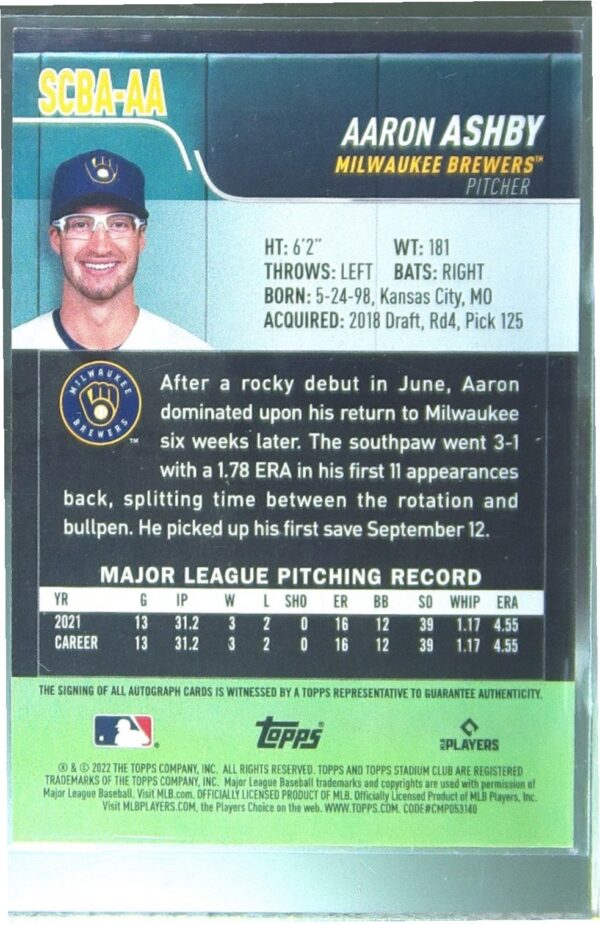 SCBA-AA
AARON ASHBY
MILWAUKEE BREWERS™
PITCHER
HT: 6'2" WT: 181
THROWS: LEFT BATS: RIGHT
BORN: 5-24-98, Kansas City, MO
ACQUIRED: 2018 Draft, Rd4, Pick 125
MILWAUKEE
BREWERS
™
After a rocky debut in June, Aaron
dominated upon his return to Milwaukee
six weeks later. The southpaw went 3-1
with a 1.78 ERA in his first 11 appearances
back, splitting time between the rotation and
bullpen. He picked up his first save September 12.
MAJOR LEAGUE PITCHING RECORD
YR G IP W L SHO ER BB SO WHIP ERA
2021 13 31.2 3 2 0 16 12 39 1.17 4.55
CAREER 13 31.2 3 2 0 16 12 39 1.17 4.55
THE SIGNING OF ALL AUTOGRAPH CARDS IS WITNESSED BY A TOPPS REPRESENTATIVE TO GUARANTEE AUTHENTICITY.
topps® MLB PLAYERS
® & © 2022 THE TOPPS COMPANY, INC. ALL RIGHTS RESERVED. TOPPS AND TOPPS STADIUM CLUB ARE REGISTERED
TRADEMARKS OF THE TOPPS COMPANY, INC. Major League Baseball trademarks and copyrights are used with permission of
Major League Baseball. Visit MLB.com. OFFICIALLY LICENSED PRODUCT OF MLB. Officially Licensed Product of MLB Players, Inc.
Visit MLBPLAYERS.COM, the Players Choice on the web. WWW.TOPPS.COM. CODE#CMP053140